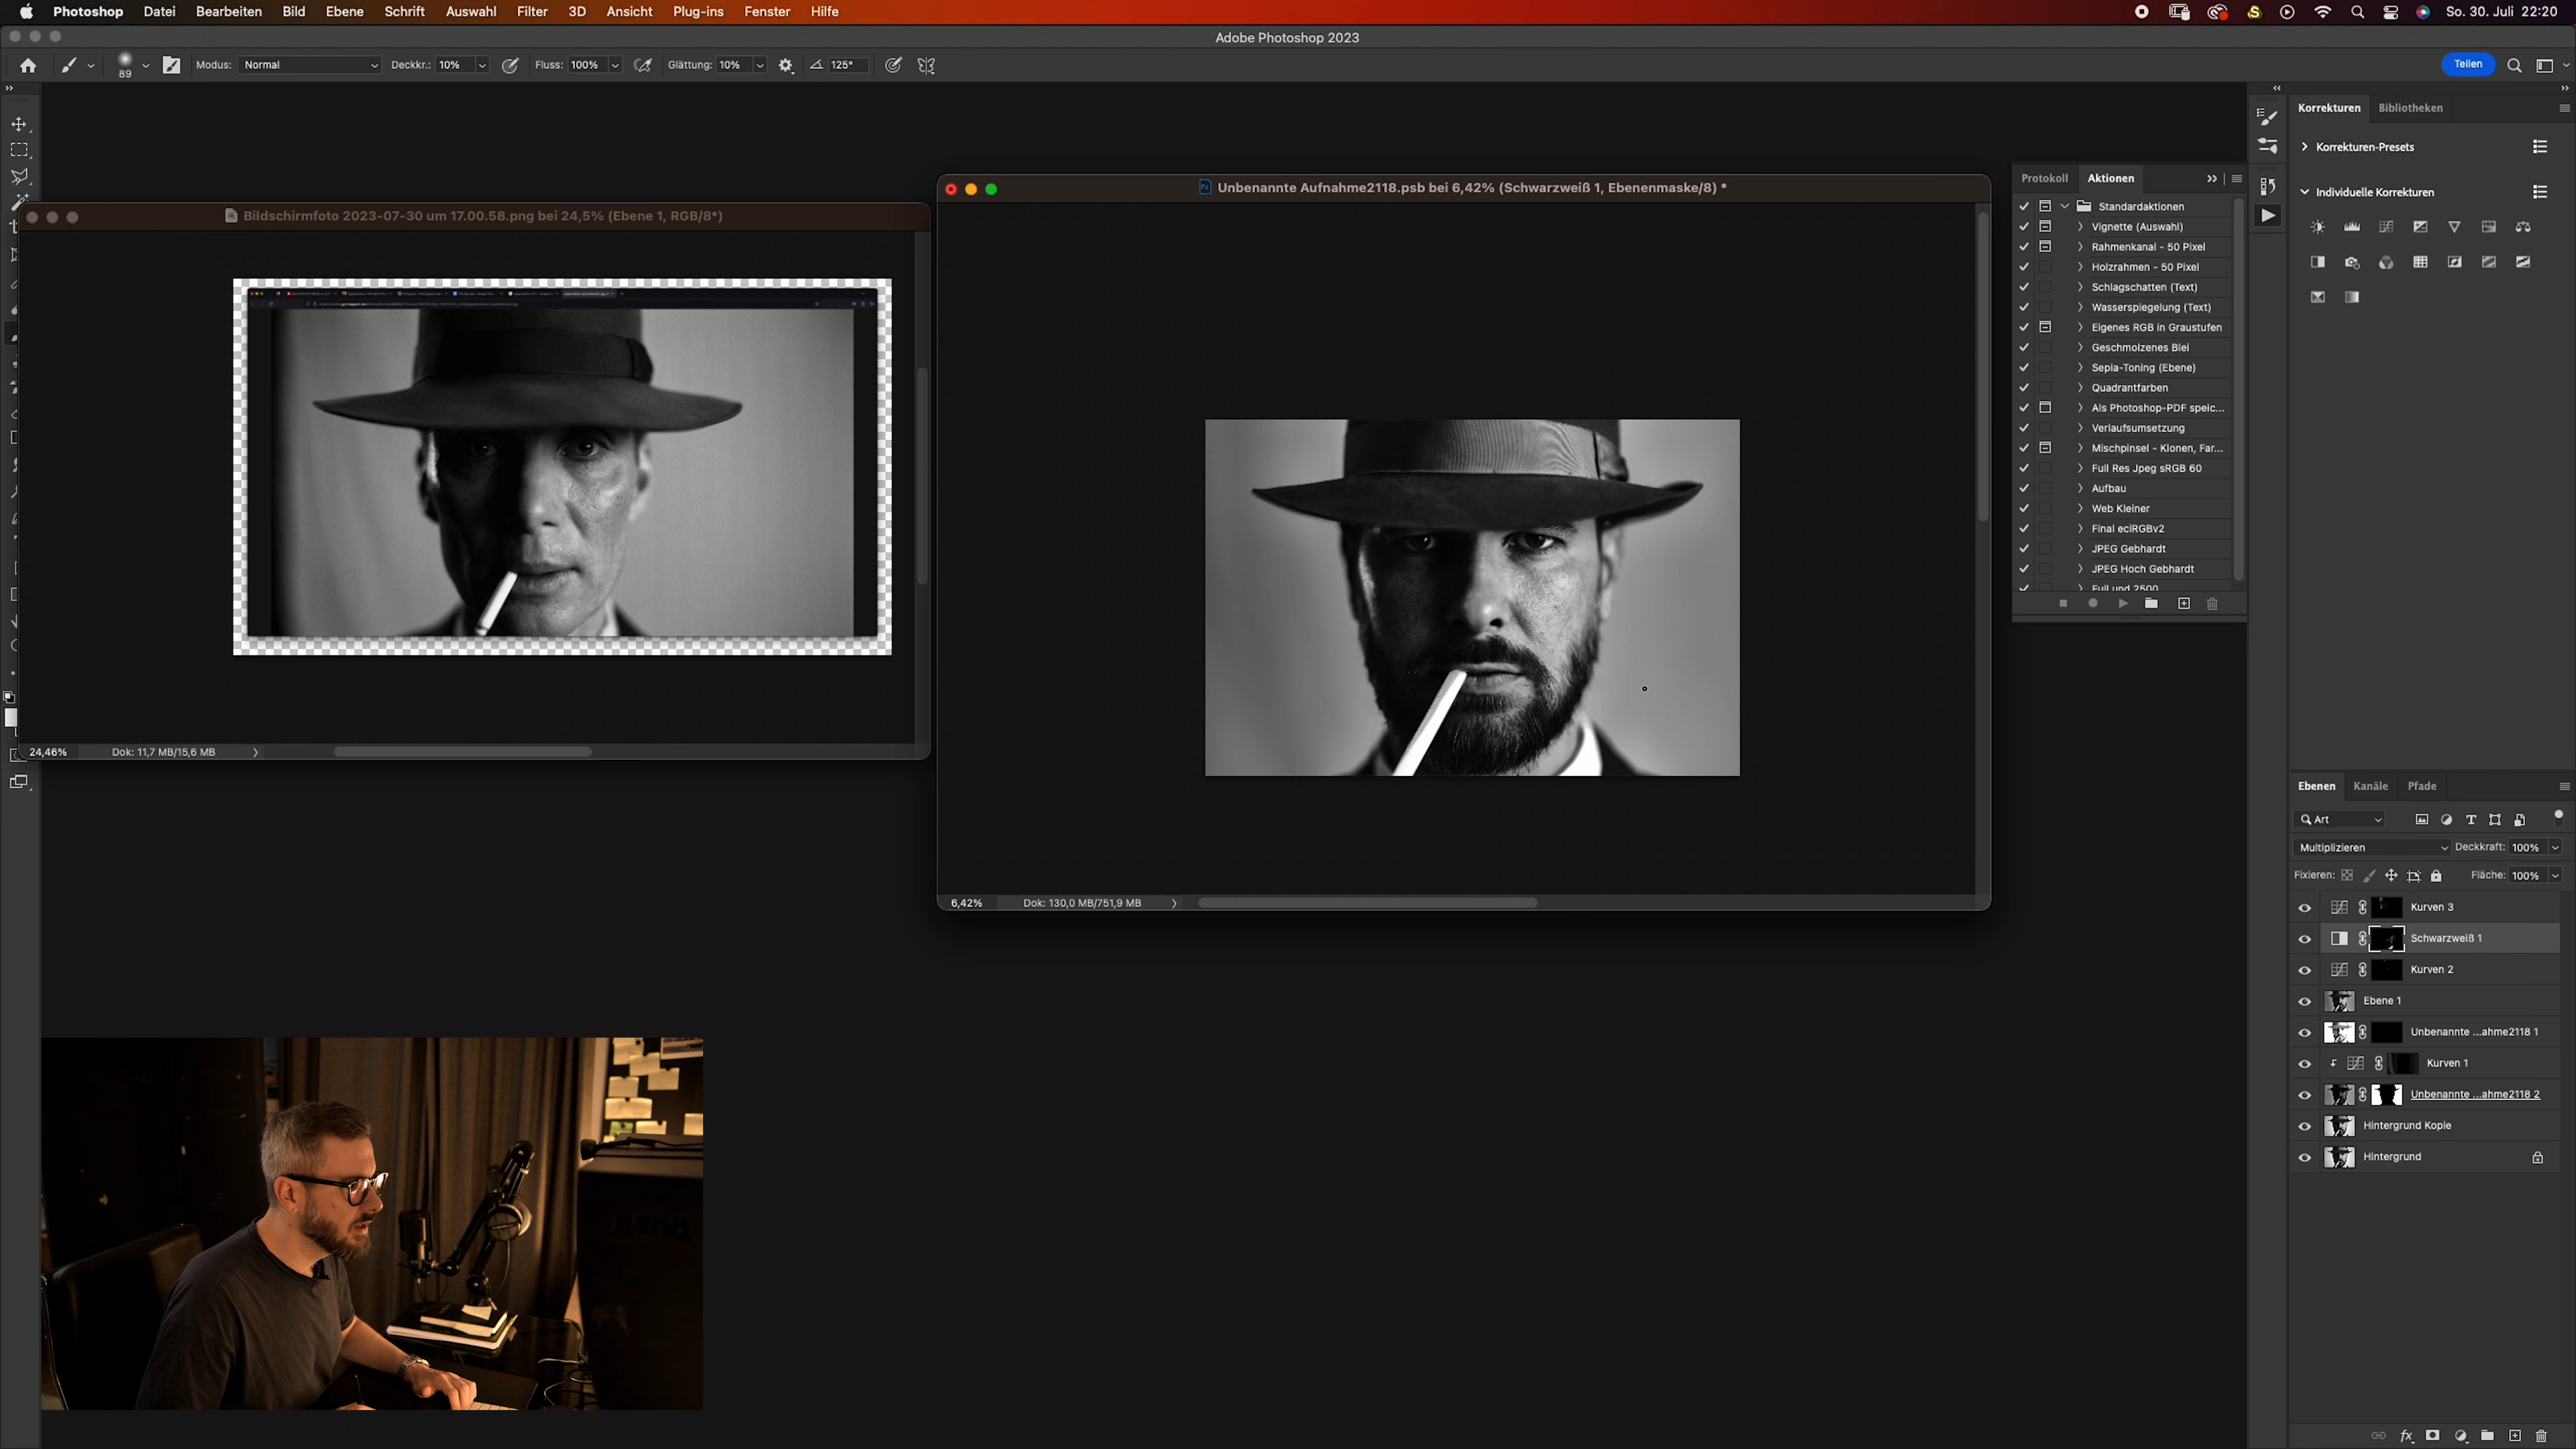 Photoshop Datei Bearbeiten Bild Ebene Schrift Auswahl Filter 3D Ansicht Plug-ins Fenster Hilfe So. 30. Juli 22:20
Adobe Photoshop 2023
89 Modus: Normal Deckkr.: 10% Fluss: 100% Glättung: 10% 125° Teilen
Korrekturen Bibliotheken
Korrekturen-Presets
Individuelle Korrekturen
Bildschirmfoto 2023-07-30 um 17.00.58.png bei 24,5% (Ebene 1, RGB/8*)
24,46% Dok: 11,7 MB/15,6 MB
Unbenannte Aufnahme2118.psb bei 6,42% (Schwarzweiß 1, Ebenenmaske/8) *
6,42% Dok: 130,0 MB/751,9 MB
Protokoll Aktionen
Standardaktionen
Vignette (Auswahl)
Rahmenkanal - 50 Pixel
Holzrahmen - 50 Pixel
Schlagschatten (Text)
Wasserspiegelung (Text)
Eigenes RGB in Graustufen
Geschmolzenes Blei
Sepia-Toning (Ebene)
Quadrantfarben
Als Photoshop-PDF speic...
Verlaufsumsetzung
Mischpinsel - Klonen, Far...
Full Res Jpeg sRGB 60
Aufbau
Web Kleiner
Final eciRGBv2
JPEG Gebhardt
JPEG Hoch Gebhardt
Full und 2500
Ebenen Kanäle Pfade
Art
Multiplizieren Deckkraft: 100%
Fixieren: Fläche: 100%
Kurven 3
Schwarzweiß 1
Kurven 2
Ebene 1
Unbenannte ...ahme2118 1
Kurven 1
Unbenannte ...ahme2118 2
Hintergrund Kopie
Hintergrund